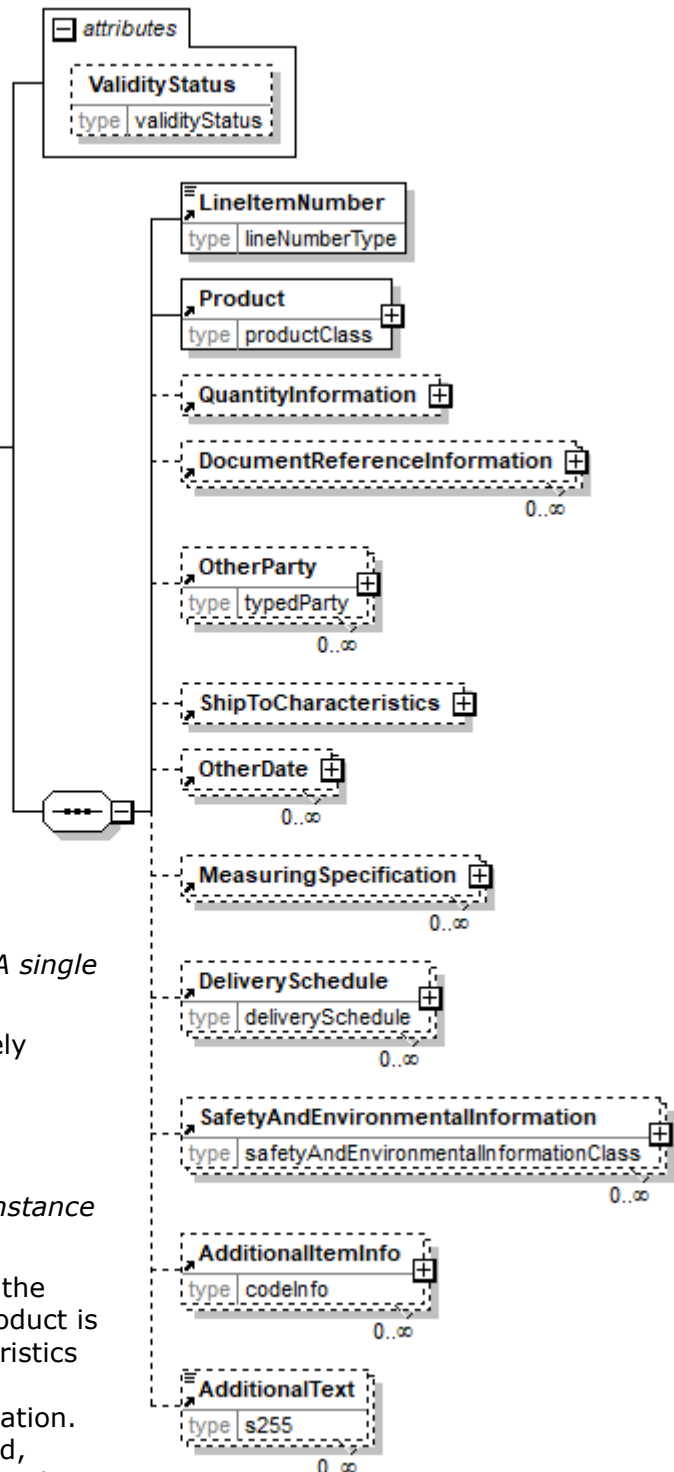 attributes
ValidityStatus
type validityStatus
LineItemNumber
type lineNumberType
Product
type productClass
QuantityInformation
DocumentReferenceInformation
0..∞
OtherParty
type typedParty
0..∞
ShipToCharacteristics
OtherDate
0..∞
MeasuringSpecification
0..∞
A single
DeliverySchedule
type deliverySchedule
ely
0..∞
SafetyAndEnvironmentalInformation
type safetyAndEnvironmentalInformationClass
0..∞
nstance
AdditionalItemInfo
the
type codeInfo
oduct is
0..∞
ristics
AdditionalText
ation.
type s255
d,
0..∞